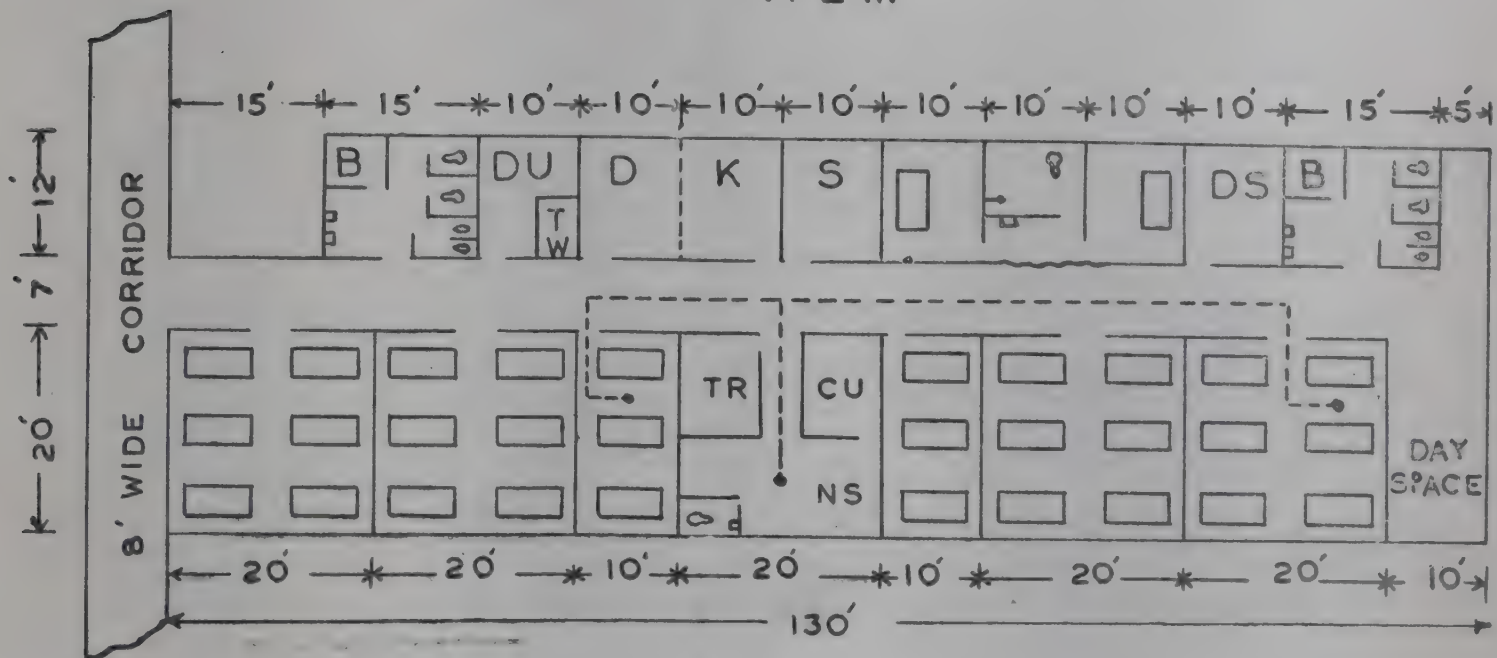 15' 15' 10' 10' 10' 10' 10' 10' 10' 10' 15' 5'
12'
7'
20'
8' WIDE CORRIDOR
B
DU
TW
D
K
S
DS
B
TR
CU
NS
DAY
SPACE
20' 20' 10' 20' 10' 20' 20' 10'
130'